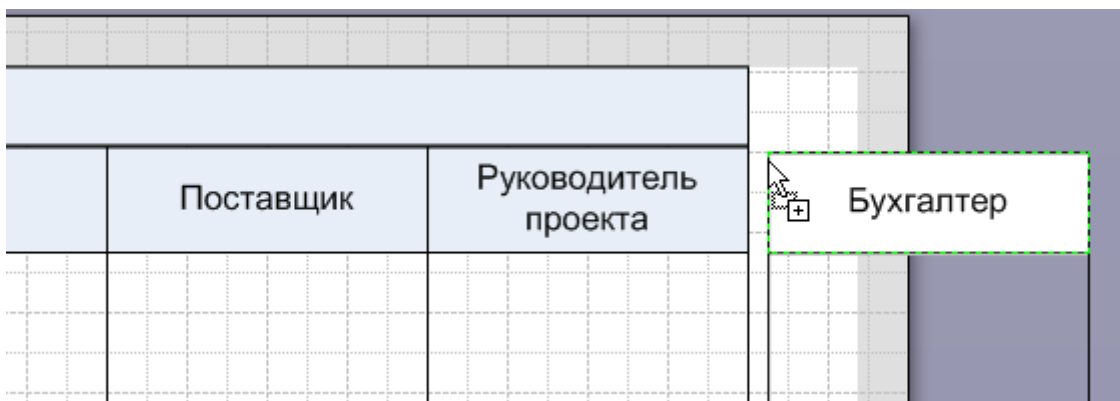 Поставщик
Руководитель
проекта
Бухгалтер